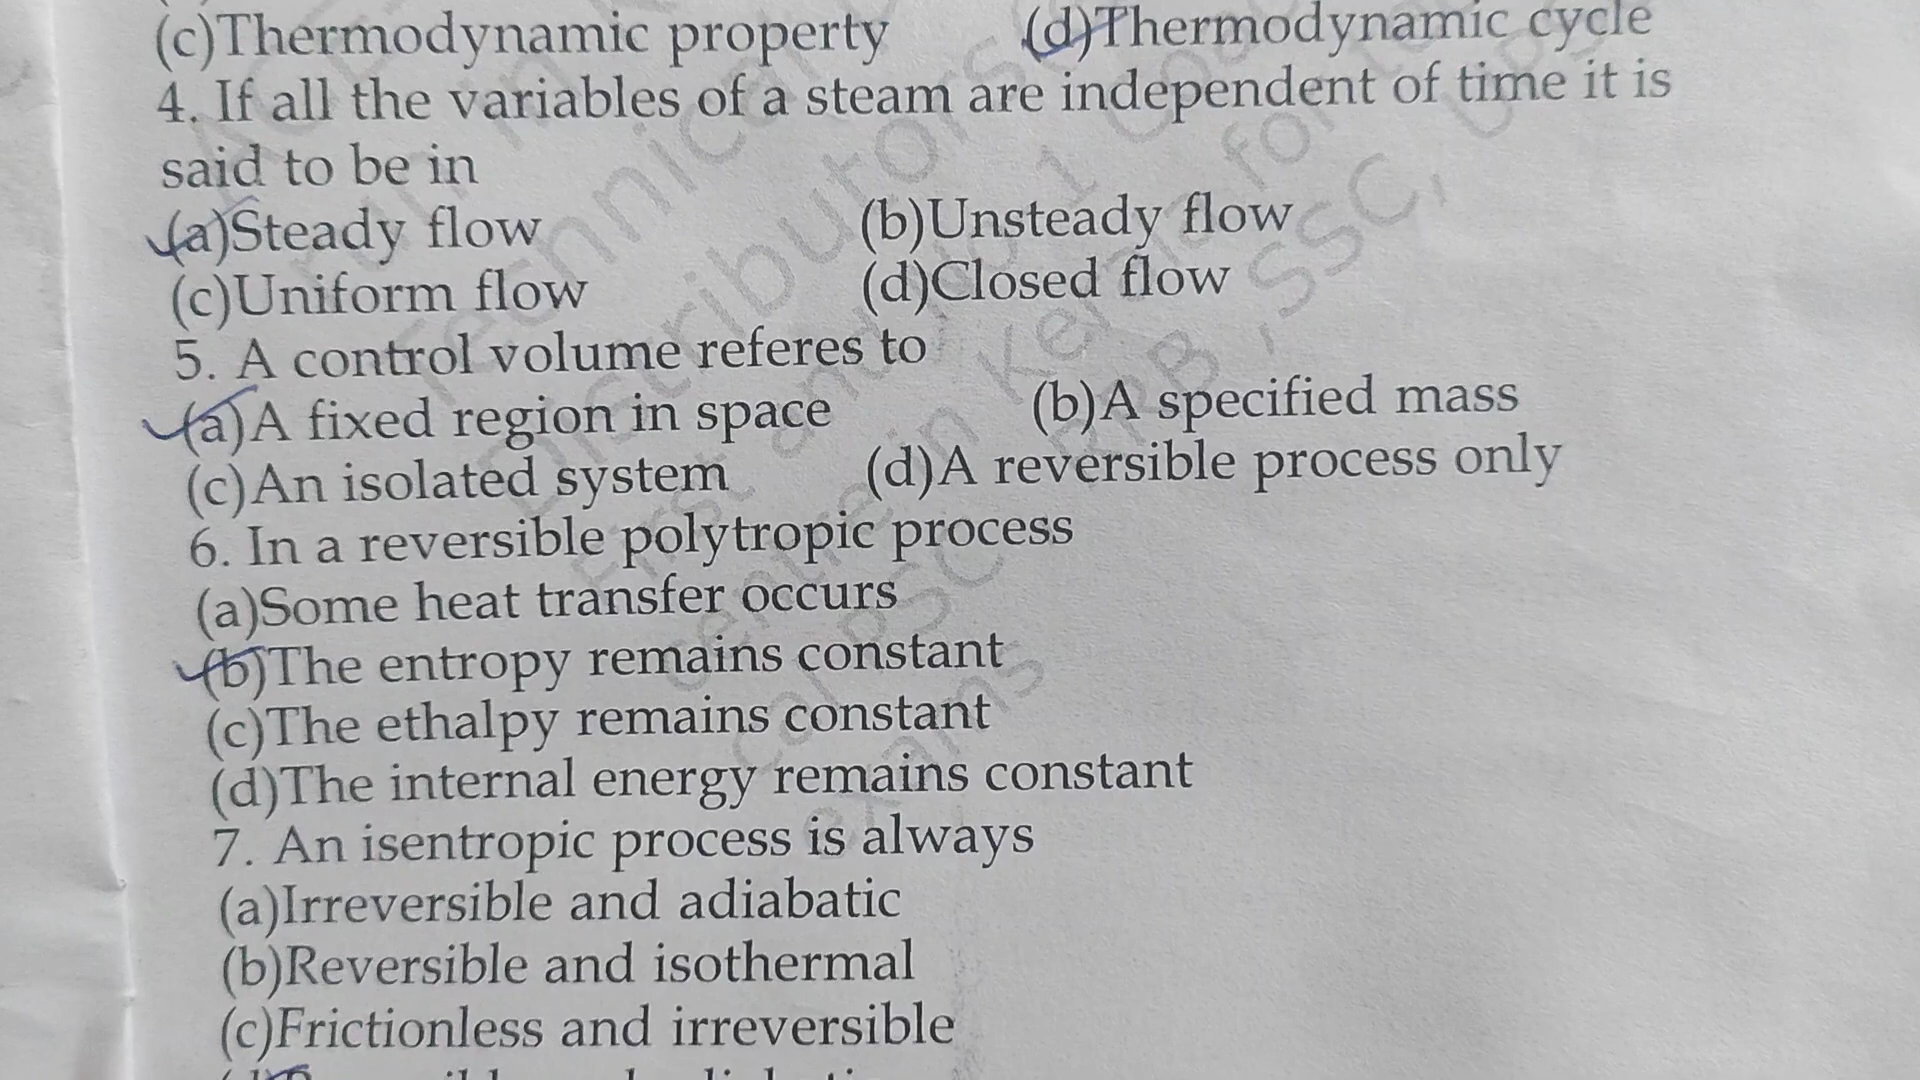 (c)Thermodynamic property (d)Thermodynamic cycle
4. If all the variables of a steam are independent of time it is
said to be in
(a)Steady flow (b)Unsteady flow
(c)Uniform flow (d)Closed flow
5. A control volume referes to
(a)A fixed region in space (b)A specified mass
(c)An isolated system (d)A reversible process only
6. In a reversible polytropic process
(a)Some heat transfer occurs
(b)The entropy remains constant
(c)The ethalpy remains constant
(d)The internal energy remains constant
7. An isentropic process is always
(a)Irreversible and adiabatic
(b)Reversible and isothermal
(c)Frictionless and irreversible